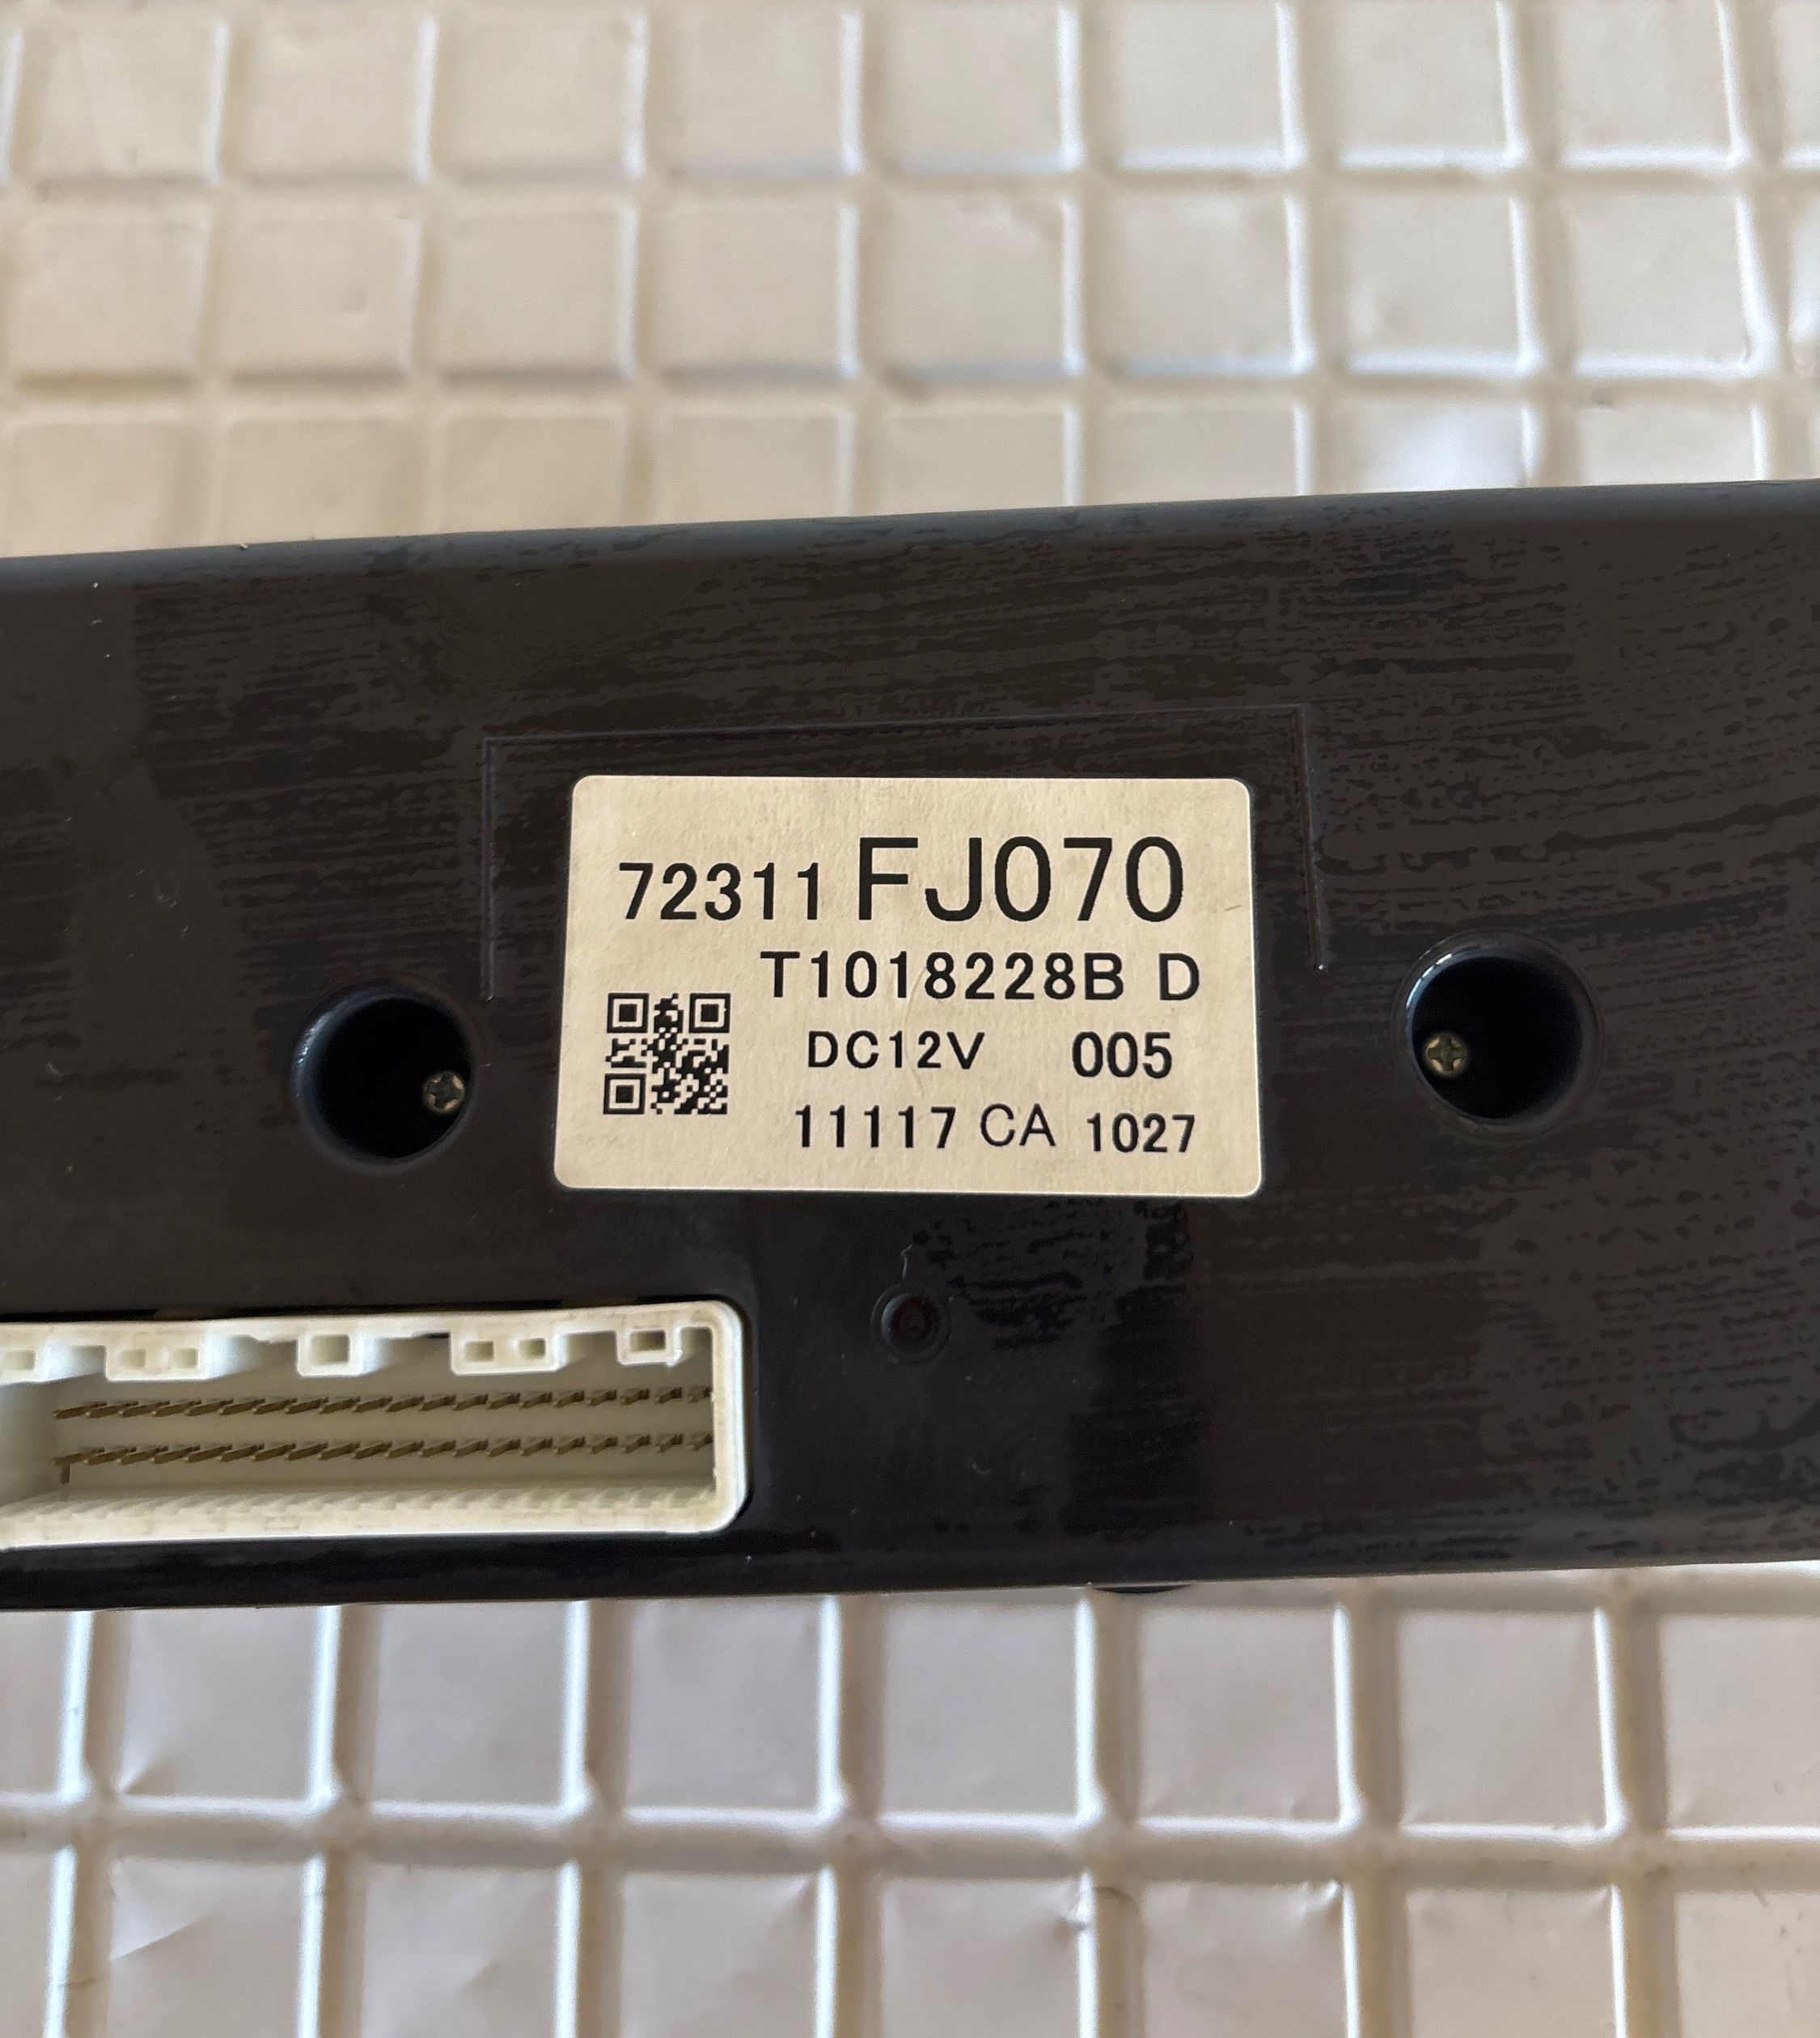 72311 FJ070
T1018228B D
DC12V 005
11117 CA 1027